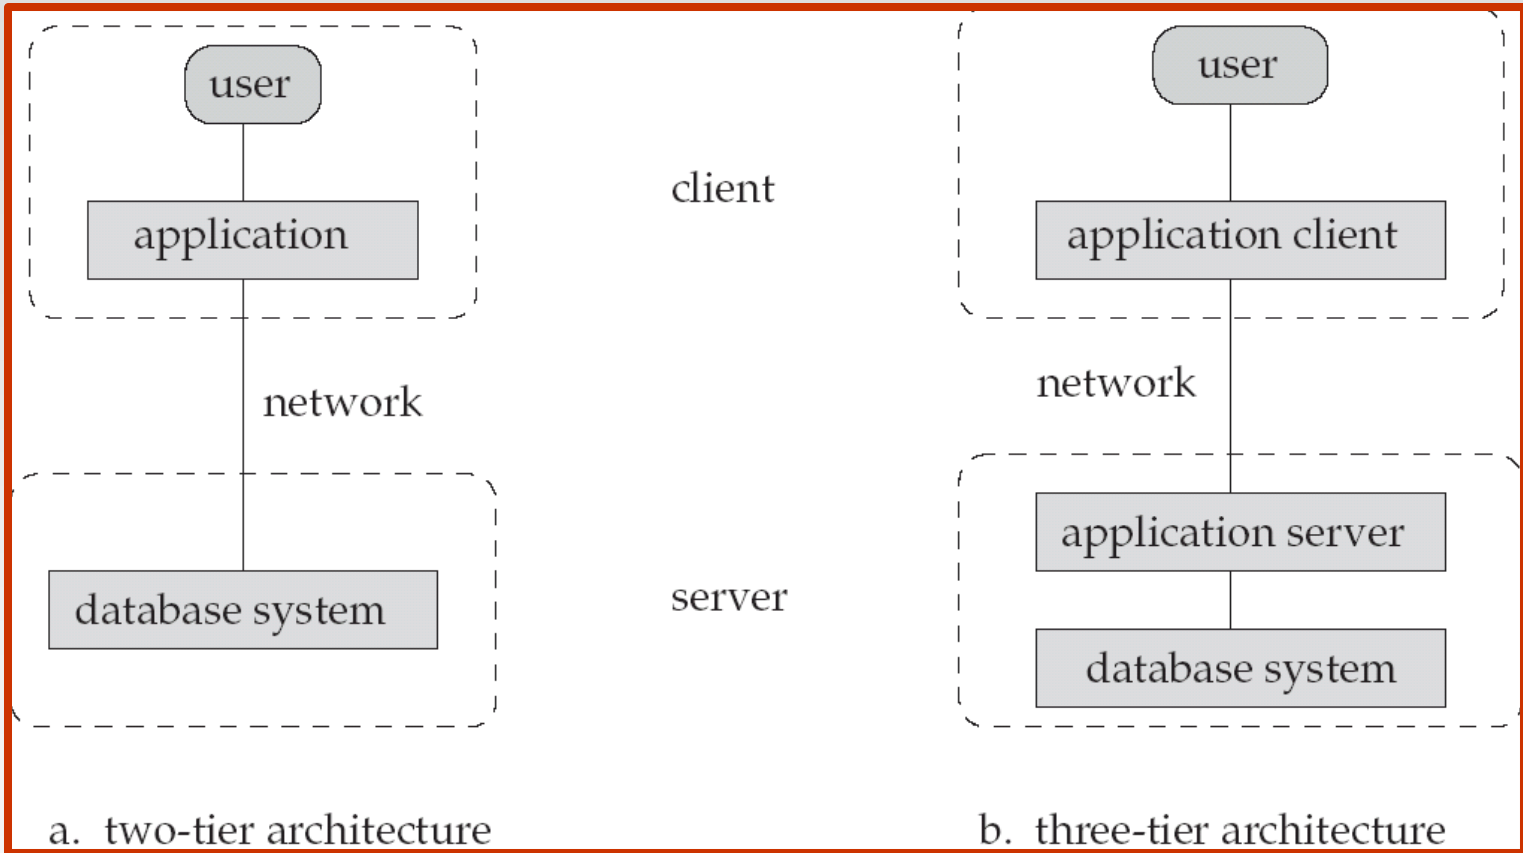 user
application
network
database system
a. two-tier architecture
client
server
user
application client
network
application server
database system
b. three-tier architecture